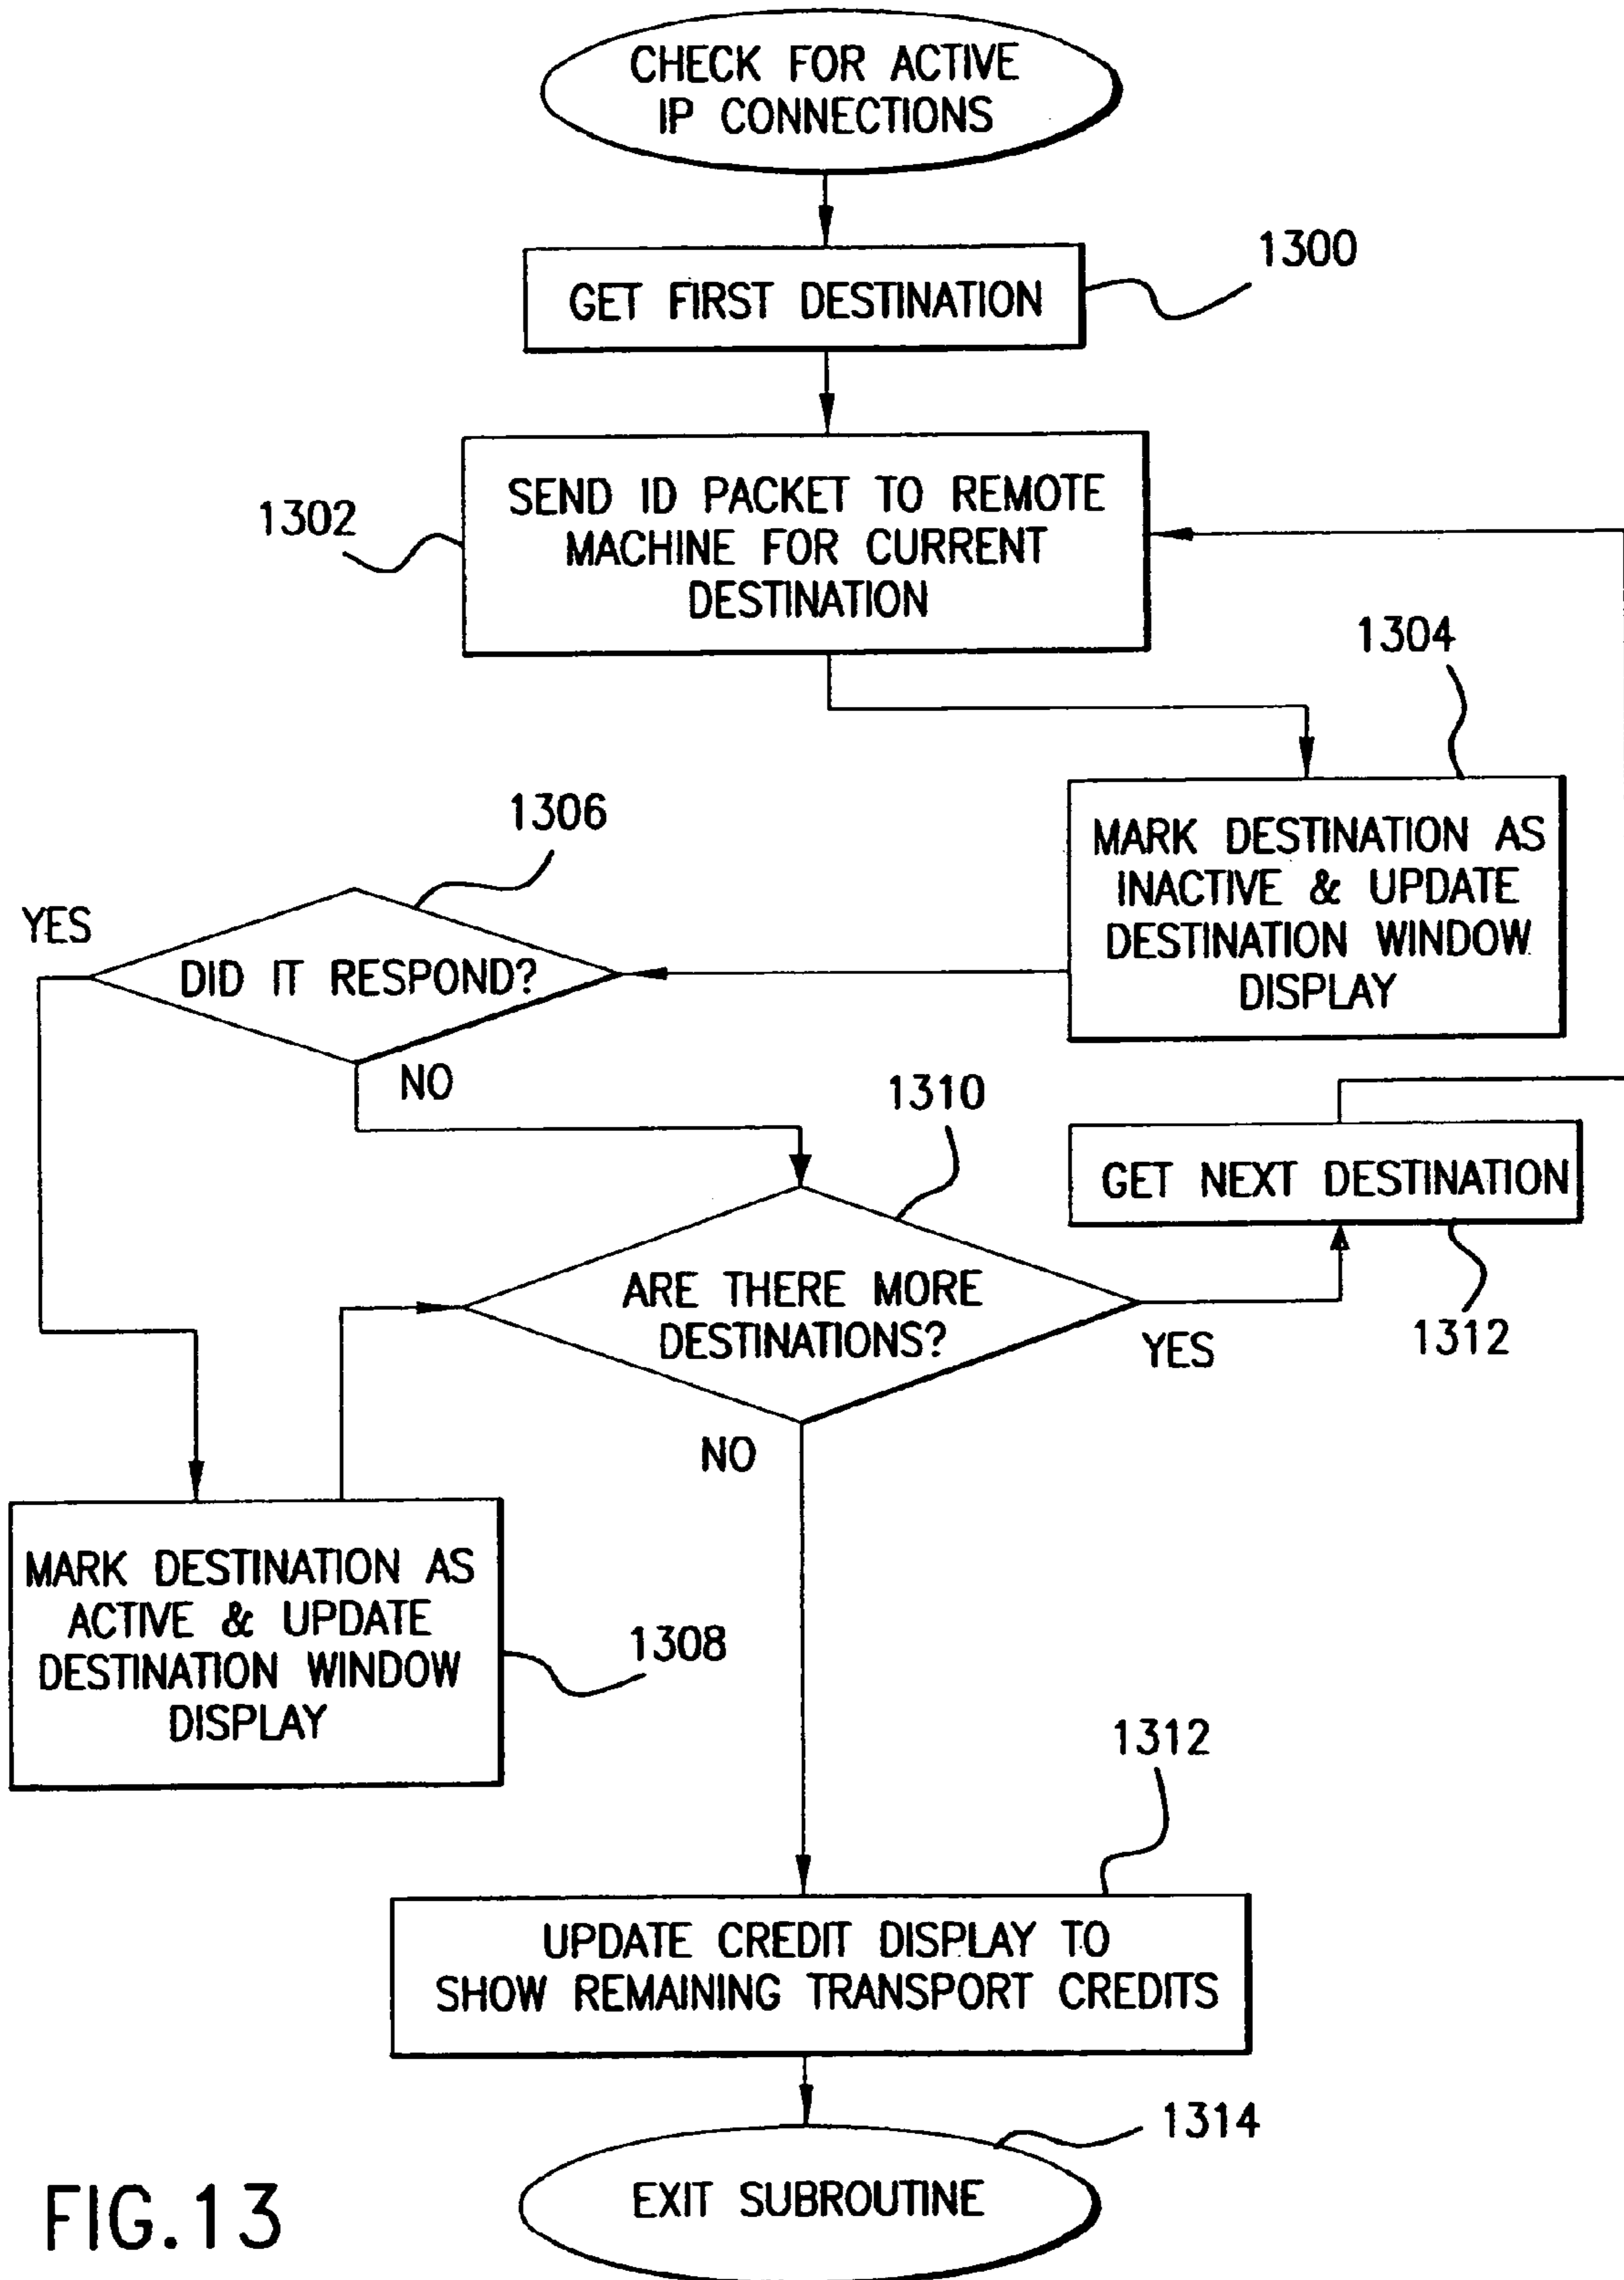 CHECK FOR ACTIVE
IP CONNECTIONS
1300
GET FIRST DESTINATION
1302
SEND ID PACKET TO REMOTE
MACHINE FOR CURRENT
DESTINATION
1304
MARK DESTINATION AS
INACTIVE & UPDATE
DESTINATION WINDOW
DISPLAY
1306
YES
DID IT RESPOND?
NO
1310
GET NEXT DESTINATION
1312
ARE THERE MORE
DESTINATIONS?
YES
NO
MARK DESTINATION AS
ACTIVE & UPDATE
DESTINATION WINDOW
DISPLAY
1308
1312
UPDATE CREDIT DISPLAY TO
SHOW REMAINING TRANSPORT CREDITS
1314
EXIT SUBROUTINE
FIG.13